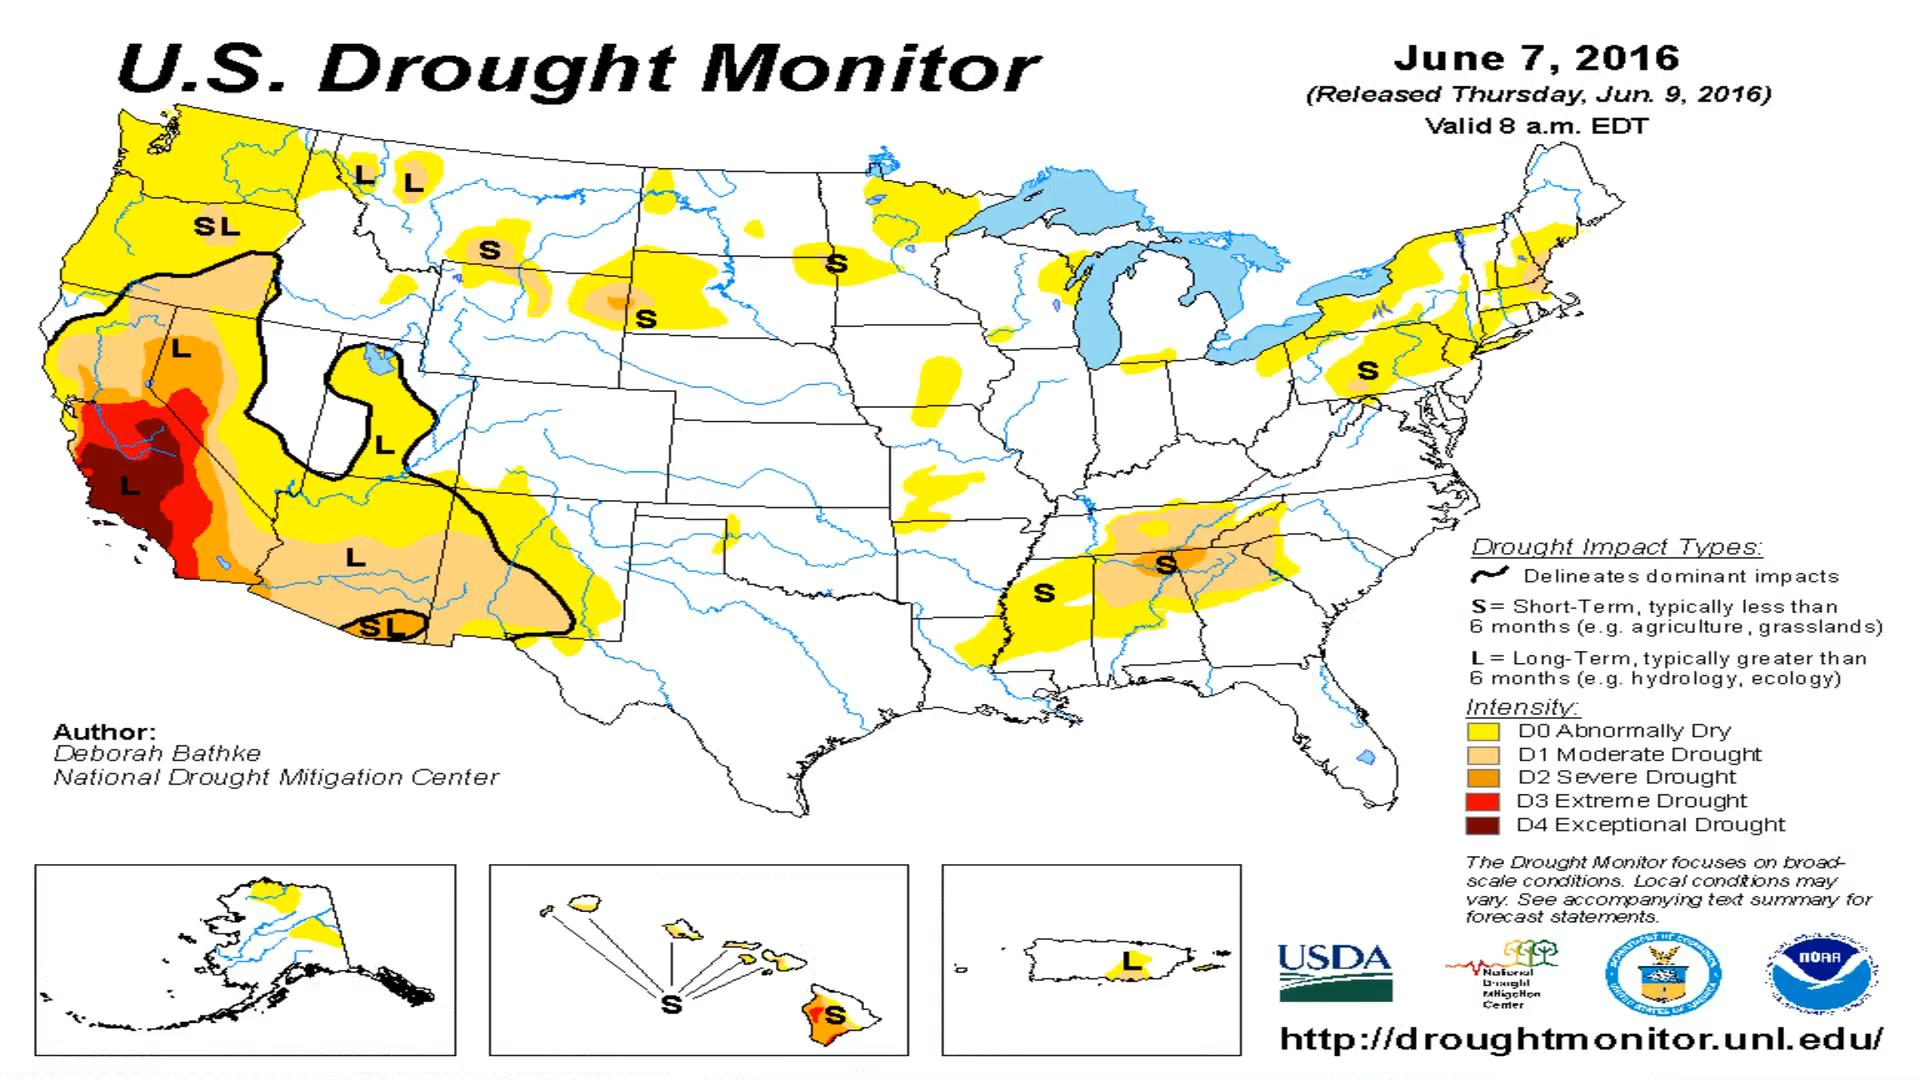 U.S. Drought Monitor
June 7, 2016
(Released Thursday, Jun. 9, 2016)
Valid 8 a.m. EDT
L
L
SL
S
S
S
L
S
L
L
S
L
S
S
SL
Drought Impact Types:
Delineates dominant impacts
S = Short-Term, typically less than
6 months (e.g. agriculture, grasslands)
L = Long-Term, typically greater than
6 months (e.g. hydrology, ecology)
Intensity:
D0 Abnormally Dry
D1 Moderate Drought
D2 Severe Drought
D3 Extreme Drought
D4 Exceptional Drought
Author:
Deborah Bathke
National Drought Mitigation Center
The Drought Monitor focuses on broad-
scale conditions. Local conditions may
vary. See accompanying text summary for
forecast statements.
S
S
L
USDA
National
Drought
Mitigation
Center
NOAA
http://droughtmonitor.unl.edu/